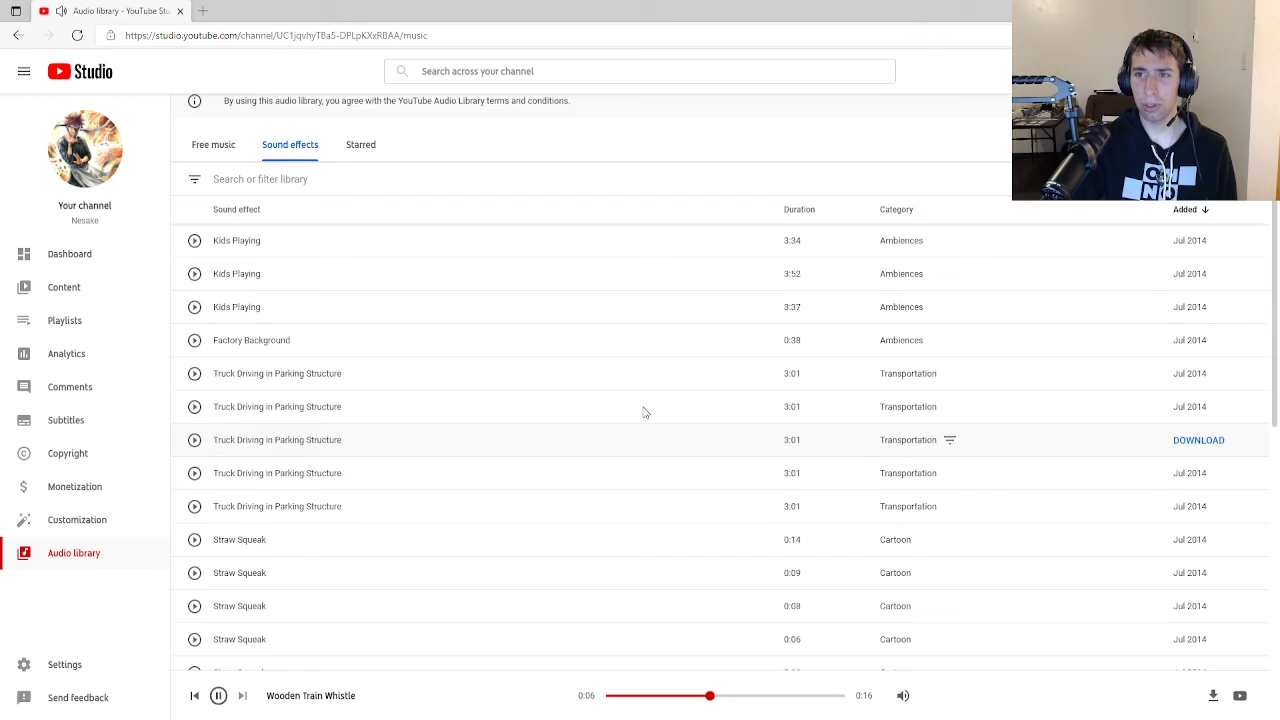 Audio library - YouTube Stud
https://studio.youtube.com/channel/UC1jqvhyTBa5-DPLpKXxRBAA/music
Studio
Search across your channel
By using this audio library, you agree with the YouTube Audio Library terms and conditions.
Free music Sound effects Starred
Search or filter library
Your channel
Nesake
Dashboard
Content
Playlists
Analytics
Comments
Subtitles
Copyright
Monetization
Customization
Audio library
Settings
Send feedback
Sound effect Duration Category Added
Kids Playing 3:34 Ambiences Jul 2014
Kids Playing 3:52 Ambiences Jul 2014
Kids Playing 3:37 Ambiences Jul 2014
Factory Background 0:38 Ambiences Jul 2014
Truck Driving in Parking Structure 3:01 Transportation Jul 2014
Truck Driving in Parking Structure 3:01 Transportation Jul 2014
Truck Driving in Parking Structure 3:01 Transportation DOWNLOAD
Truck Driving in Parking Structure 3:01 Transportation Jul 2014
Truck Driving in Parking Structure 3:01 Transportation Jul 2014
Straw Squeak 0:14 Cartoon Jul 2014
Straw Squeak 0:09 Cartoon Jul 2014
Straw Squeak 0:08 Cartoon Jul 2014
Straw Squeak 0:06 Cartoon Jul 2014
Wooden Train Whistle 0:06 0:16